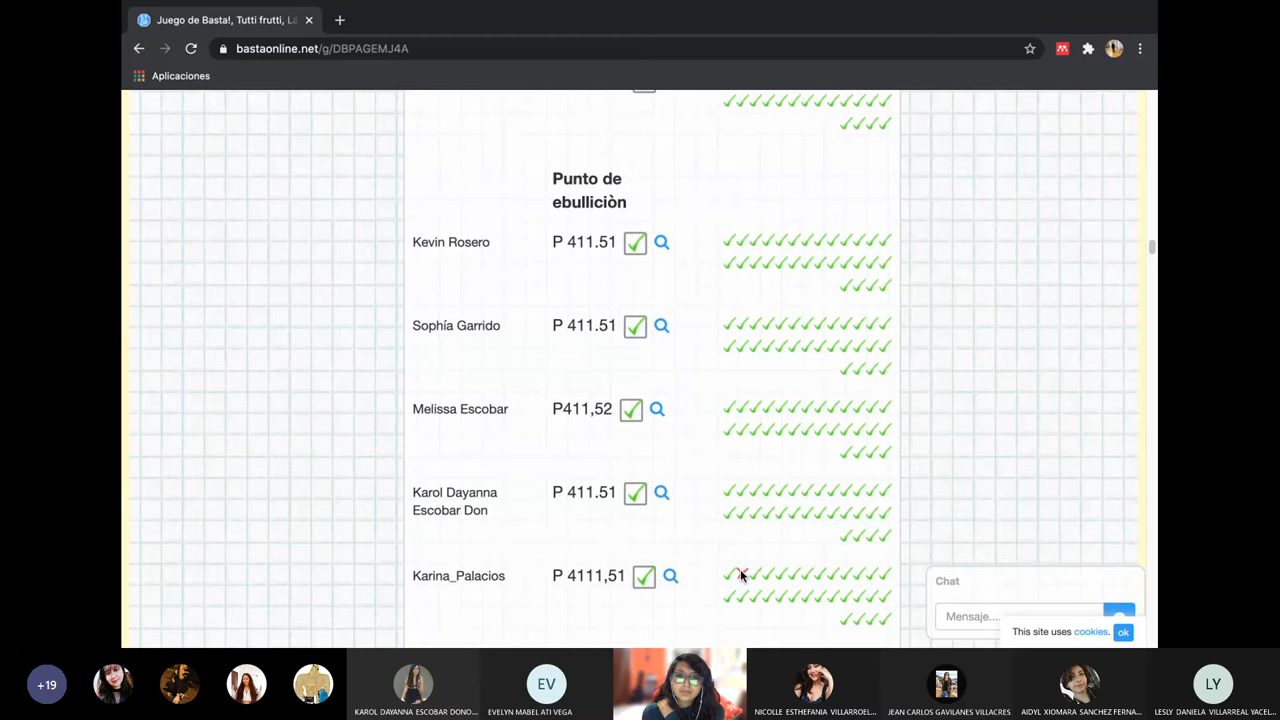 Juego de Basta!, Tutti frutti, Lá
bastaonline.net/g/DBPAGEMJ4A
Aplicaciones
Punto de
ebulliciòn
Kevin Rosero P 411.51
Sophía Garrido P 411.51
Melissa Escobar P411,52
Karol Dayanna
Escobar Don P 411.51
Karina_Palacios P 4111,51
Chat
Mensaje....
This site uses cookies. ok
+19
EV
LY
KAROL DAYANNA ESCOBAR DONO...
EVELYN MABEL ATI VEGA
NICOLLE ESTHEFANIA VILLARROEL...
JEAN CARLOS GAVILANES VILLACRES
AIDYL XIOMARA SANCHEZ FERNA...
LESLY DANIELA VILLARREAL YACEL...